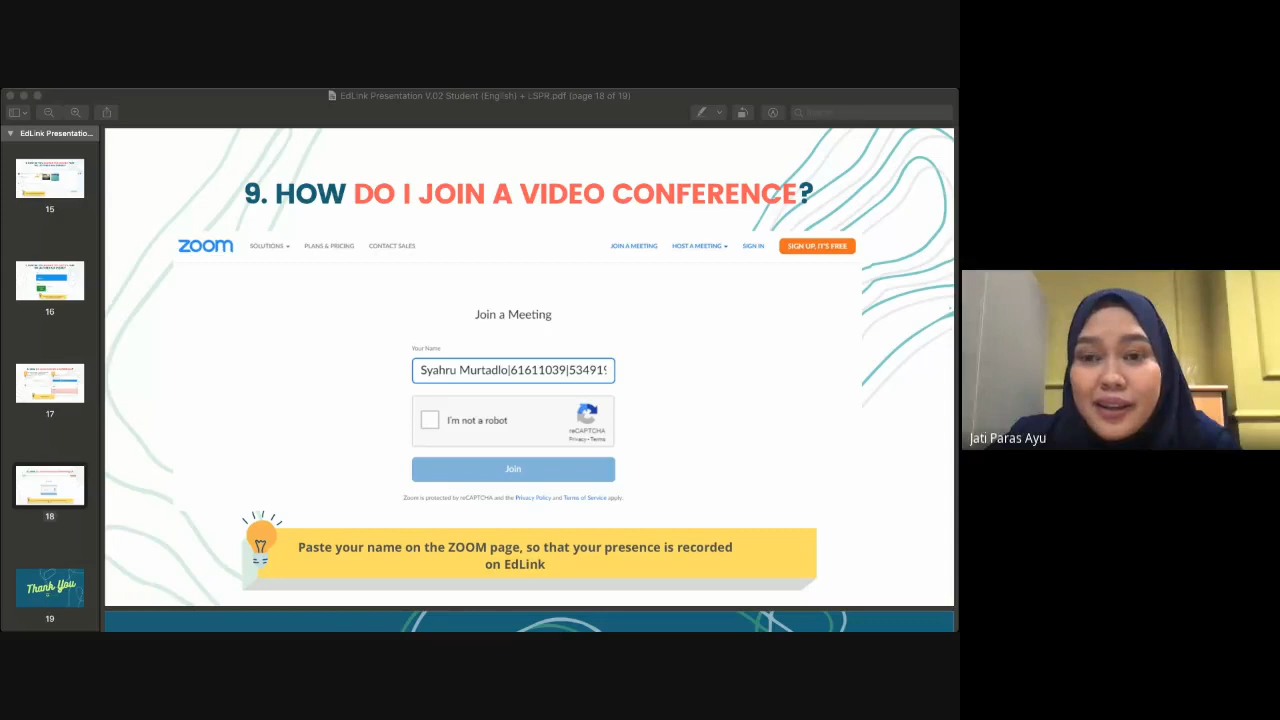 EdLink Presentation V.02 Student (English) + LSPR.pdf (page 18 of 19)
Search
EdLink Presentatio...
15
16
17
18
Thank You
19
9. HOW DO I JOIN A VIDEO CONFERENCE?
zoom
SOLUTIONS
PLANS & PRICING
CONTACT SALES
JOIN A MEETING
HOST A MEETING
SIGN IN
SIGN UP, IT'S FREE
Join a Meeting
Your Name
Syahru Murtadlo|61611039|534919
I'm not a robot
reCAPTCHA
Privacy - Terms
Join
Zoom is protected by reCAPTCHA and the Privacy Policy and Terms of Service apply.
Paste your name on the ZOOM page, so that your presence is recorded
on EdLink
Jati Paras Ayu